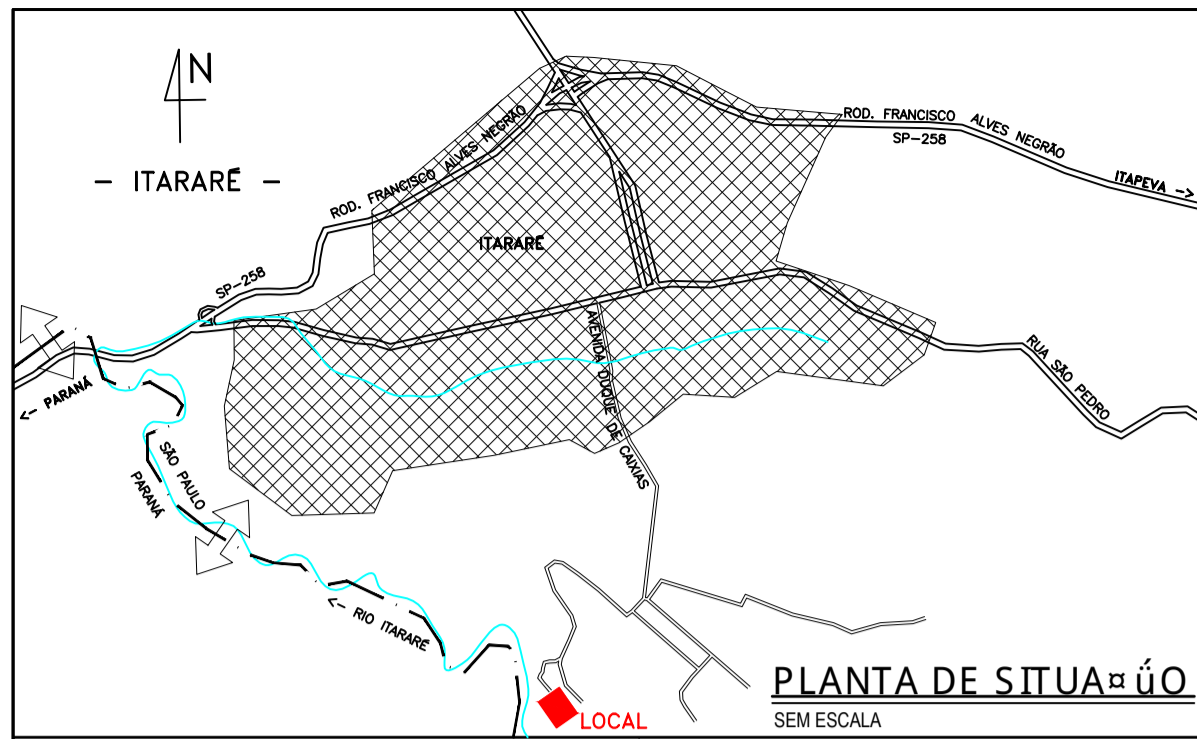 N
- ITARARÉ -
ROD. FRANCISCO ALVES NEGRÃO
ROD. FRANCISCO ALVES NEGRÃO
SP-258
ITAPEVA ->
ITARARÉ
SP-258
<- PARANÁ
AVENIDA DUQUE DE CAIXIAS
RUA SÃO PEDRO
SÃO PAULO
PARANÁ
<- RIO ITARARÉ
LOCAL
PLANTA DE SITUA¤ űO
SEM ESCALA